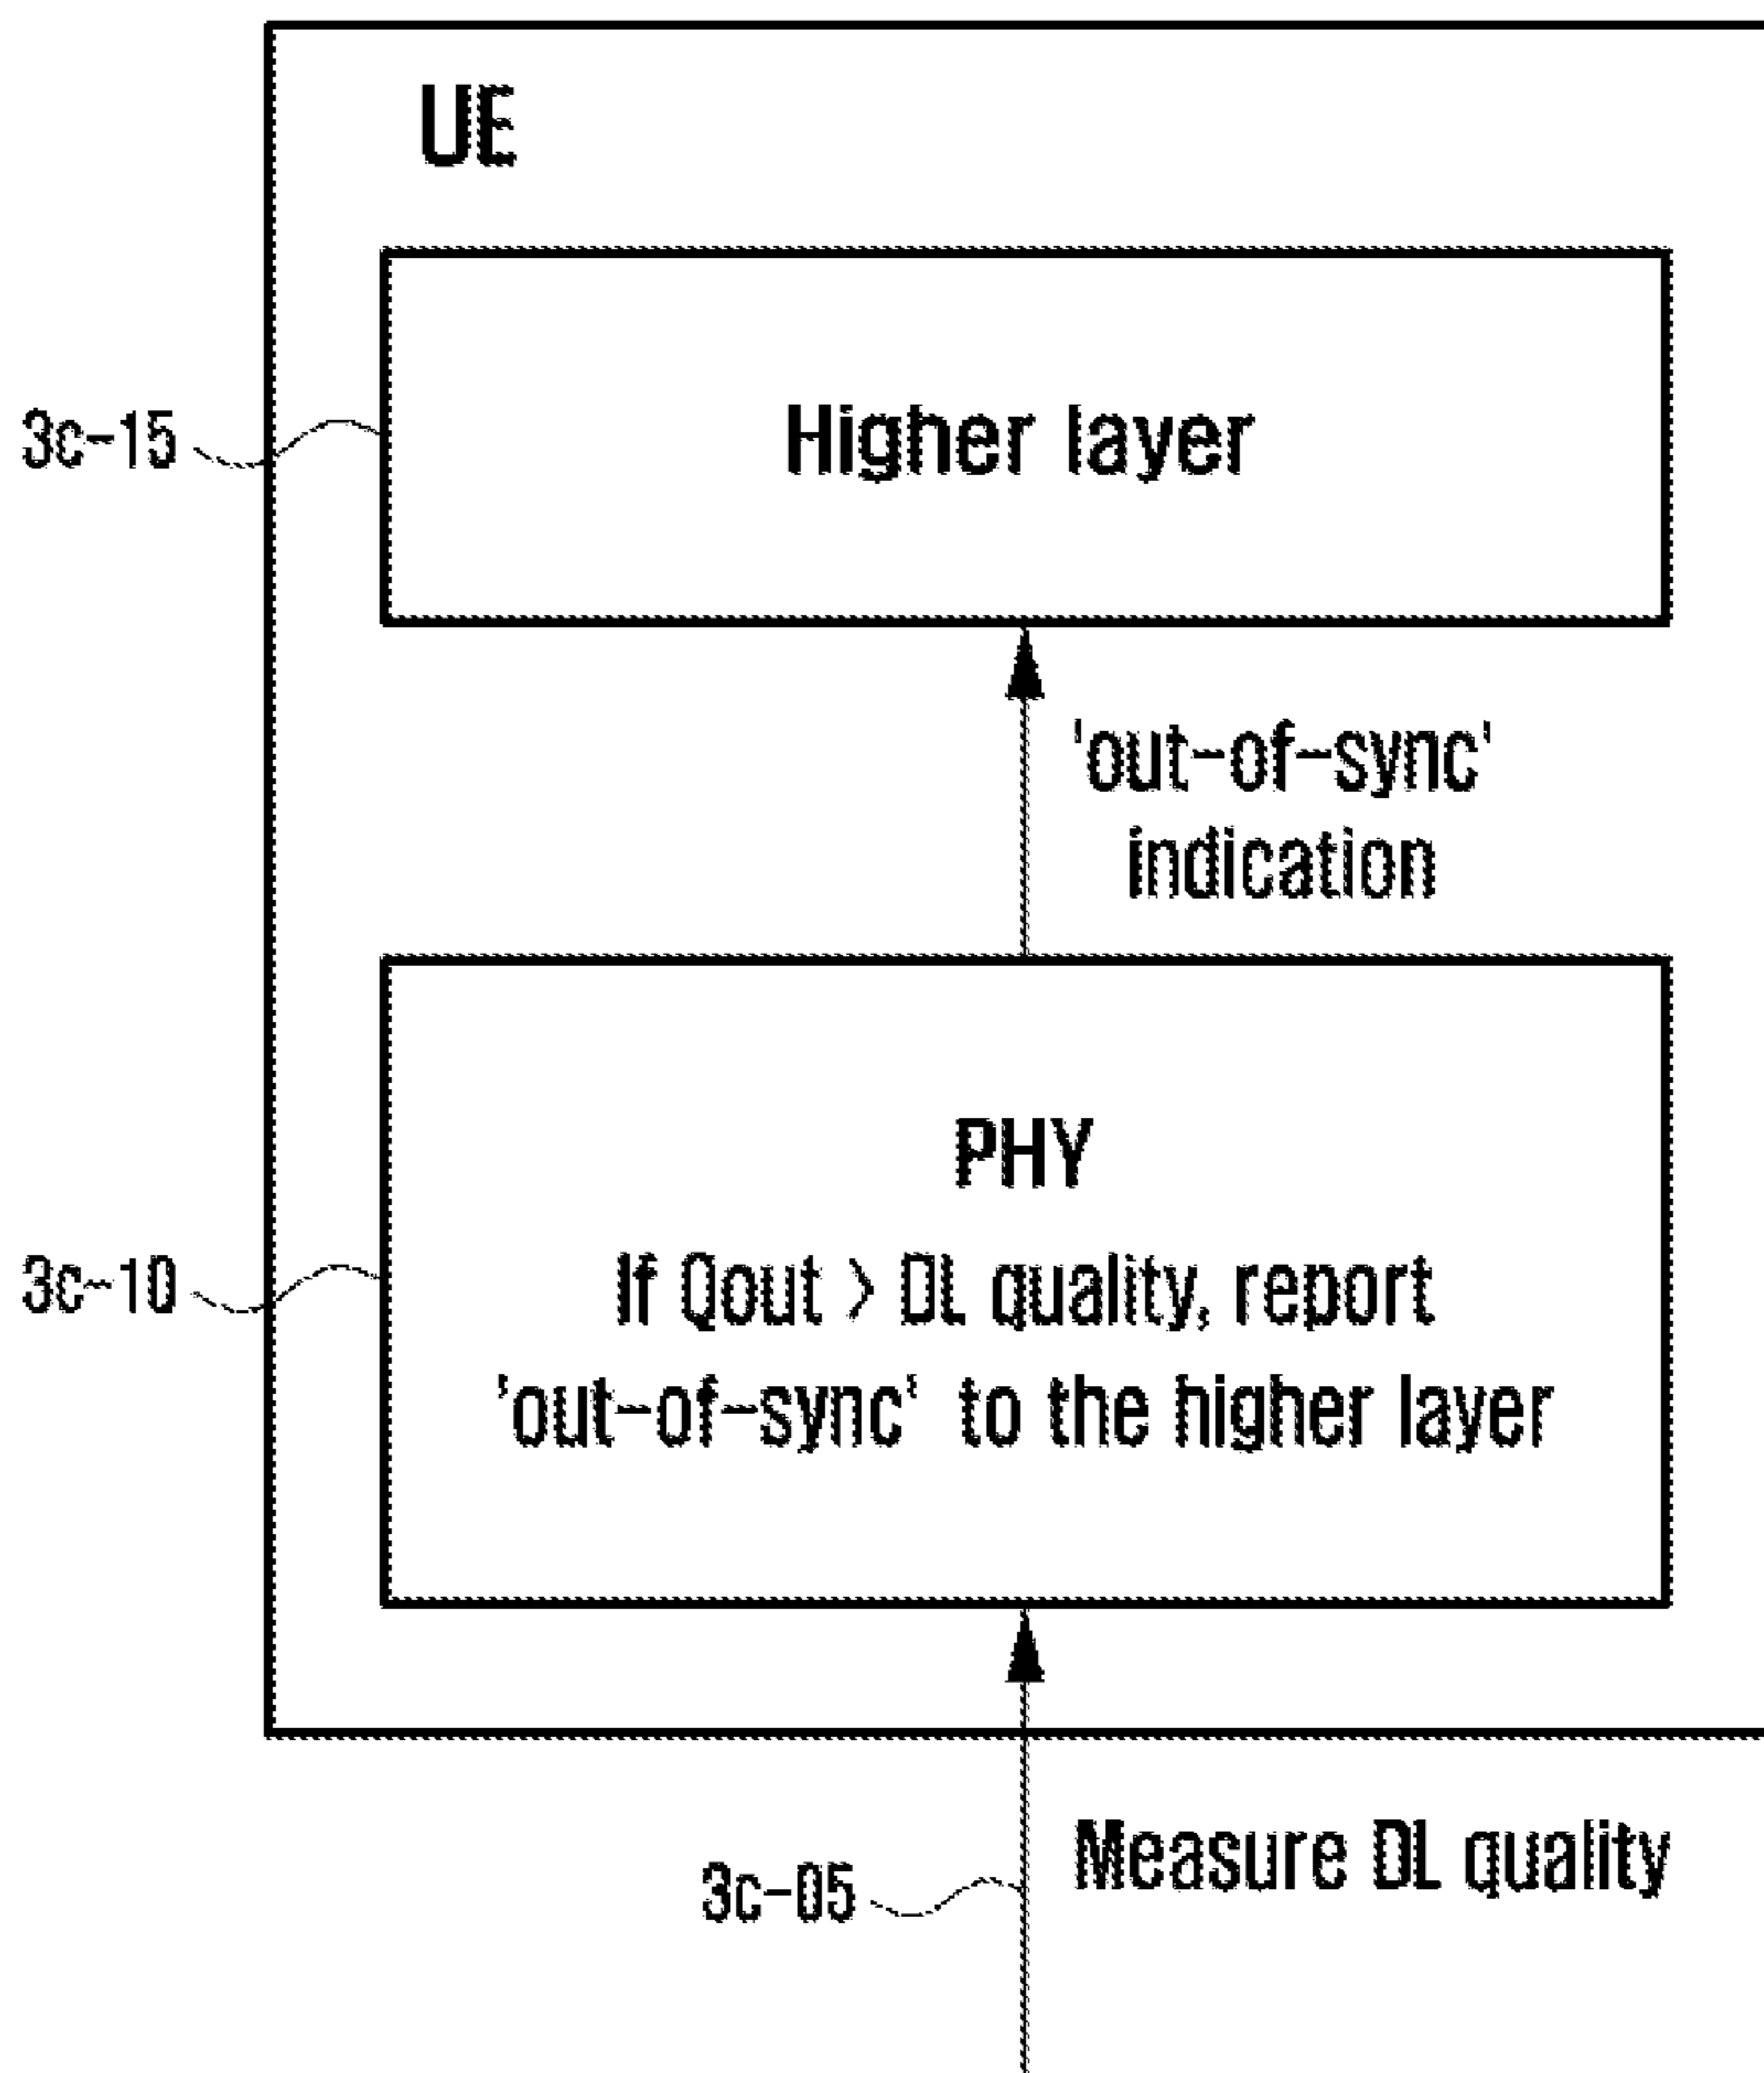 UE
3c-15
Higher layer
'out-of-sync'
indication
PHY
3c-10
If Qout > DL quality, report
'out-of-sync' to the higher layer
3c-05
Measure DL quality